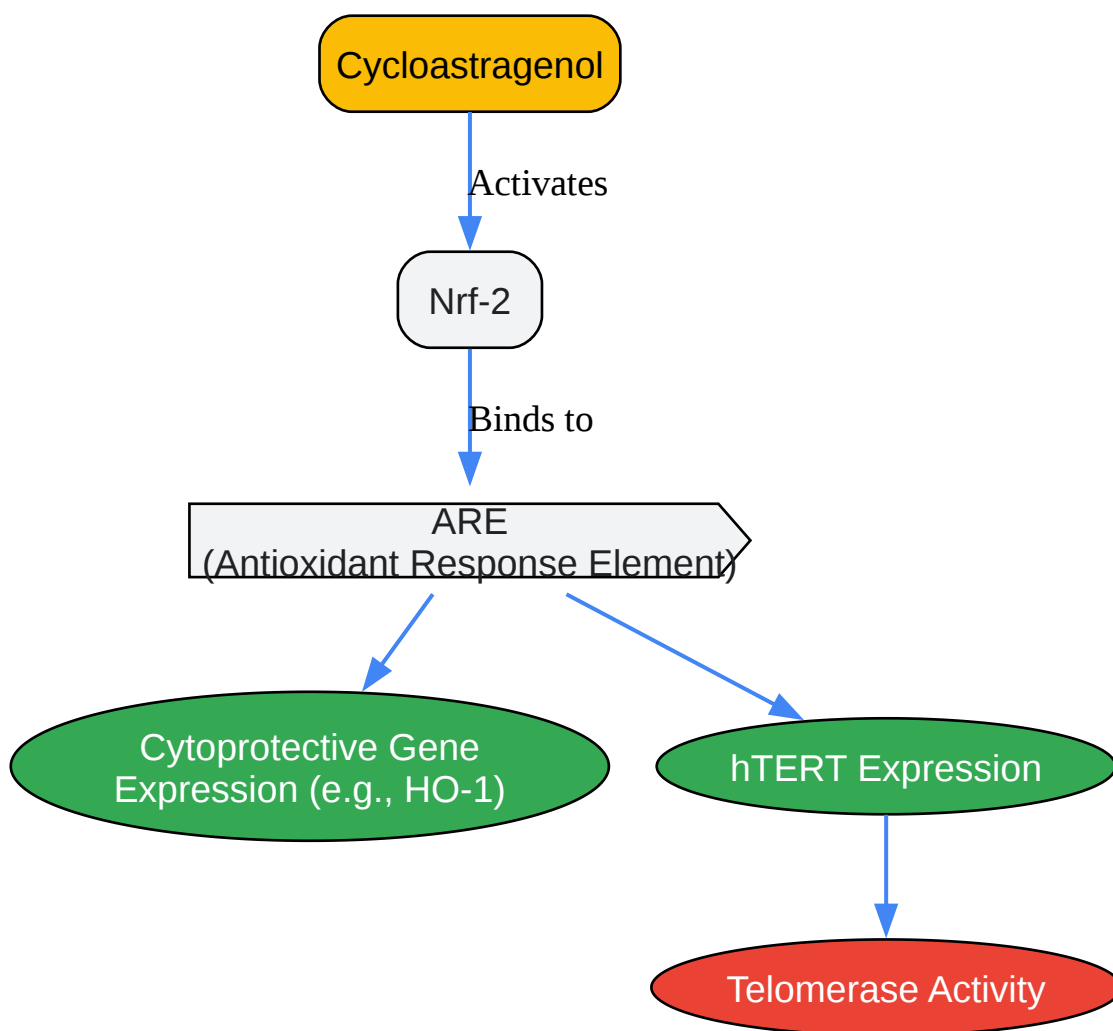 Cycloastragenol
Activates
Nrf-2
Binds to
ARE
(Antioxidant Response Element)
Cytoprotective Gene
Expression (e.g., HO-1)
hTERT Expression
Telomerase Activity